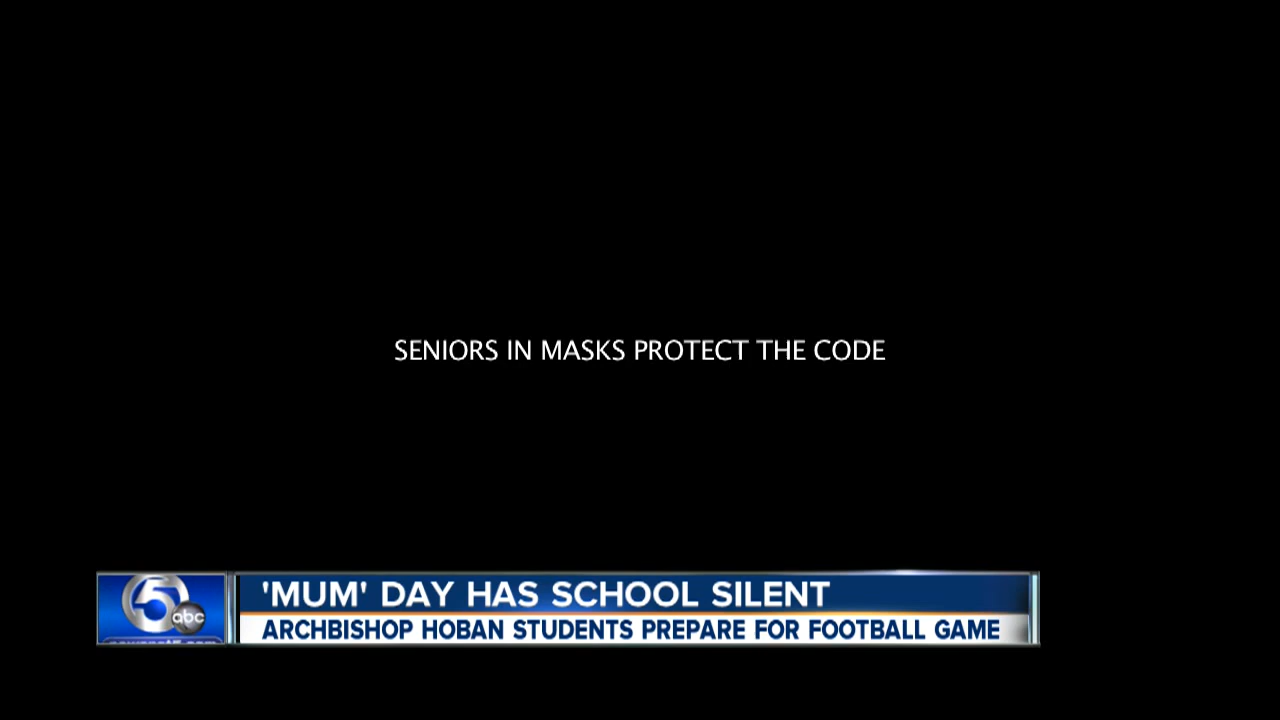 SENIORS IN MASKS PROTECT THE CODE
'MUM' DAY HAS SCHOOL SILENT
5 abc
ARCHBISHOP HOBAN STUDENTS PREPARE FOR FOOTBALL GAME